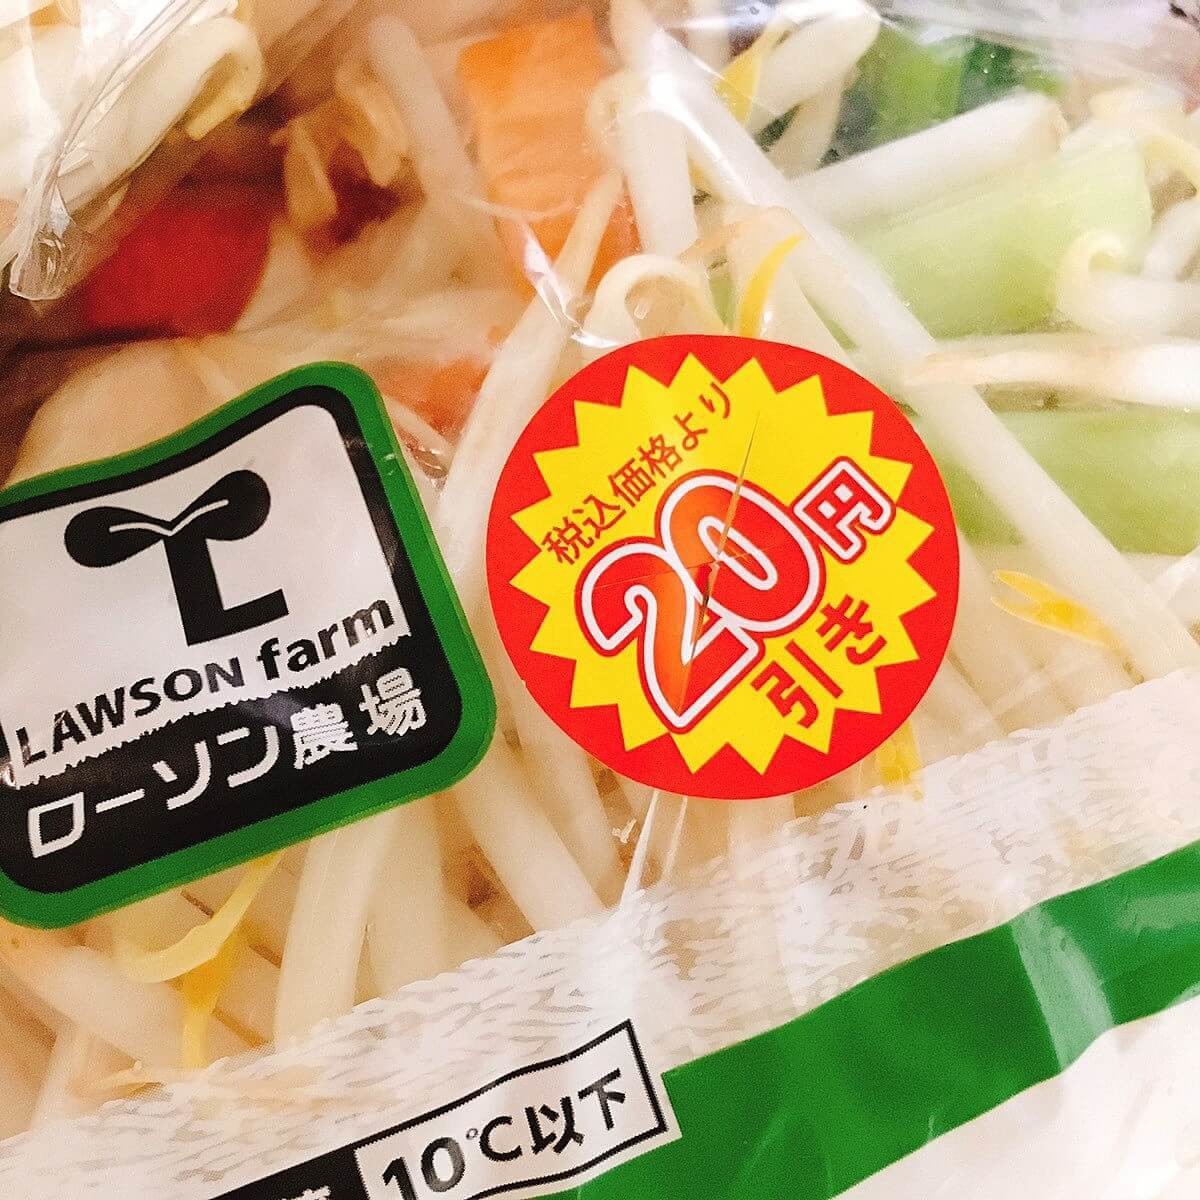 LAWSON farm
ローソン農場
税込価格より
20円
引き
10℃以下